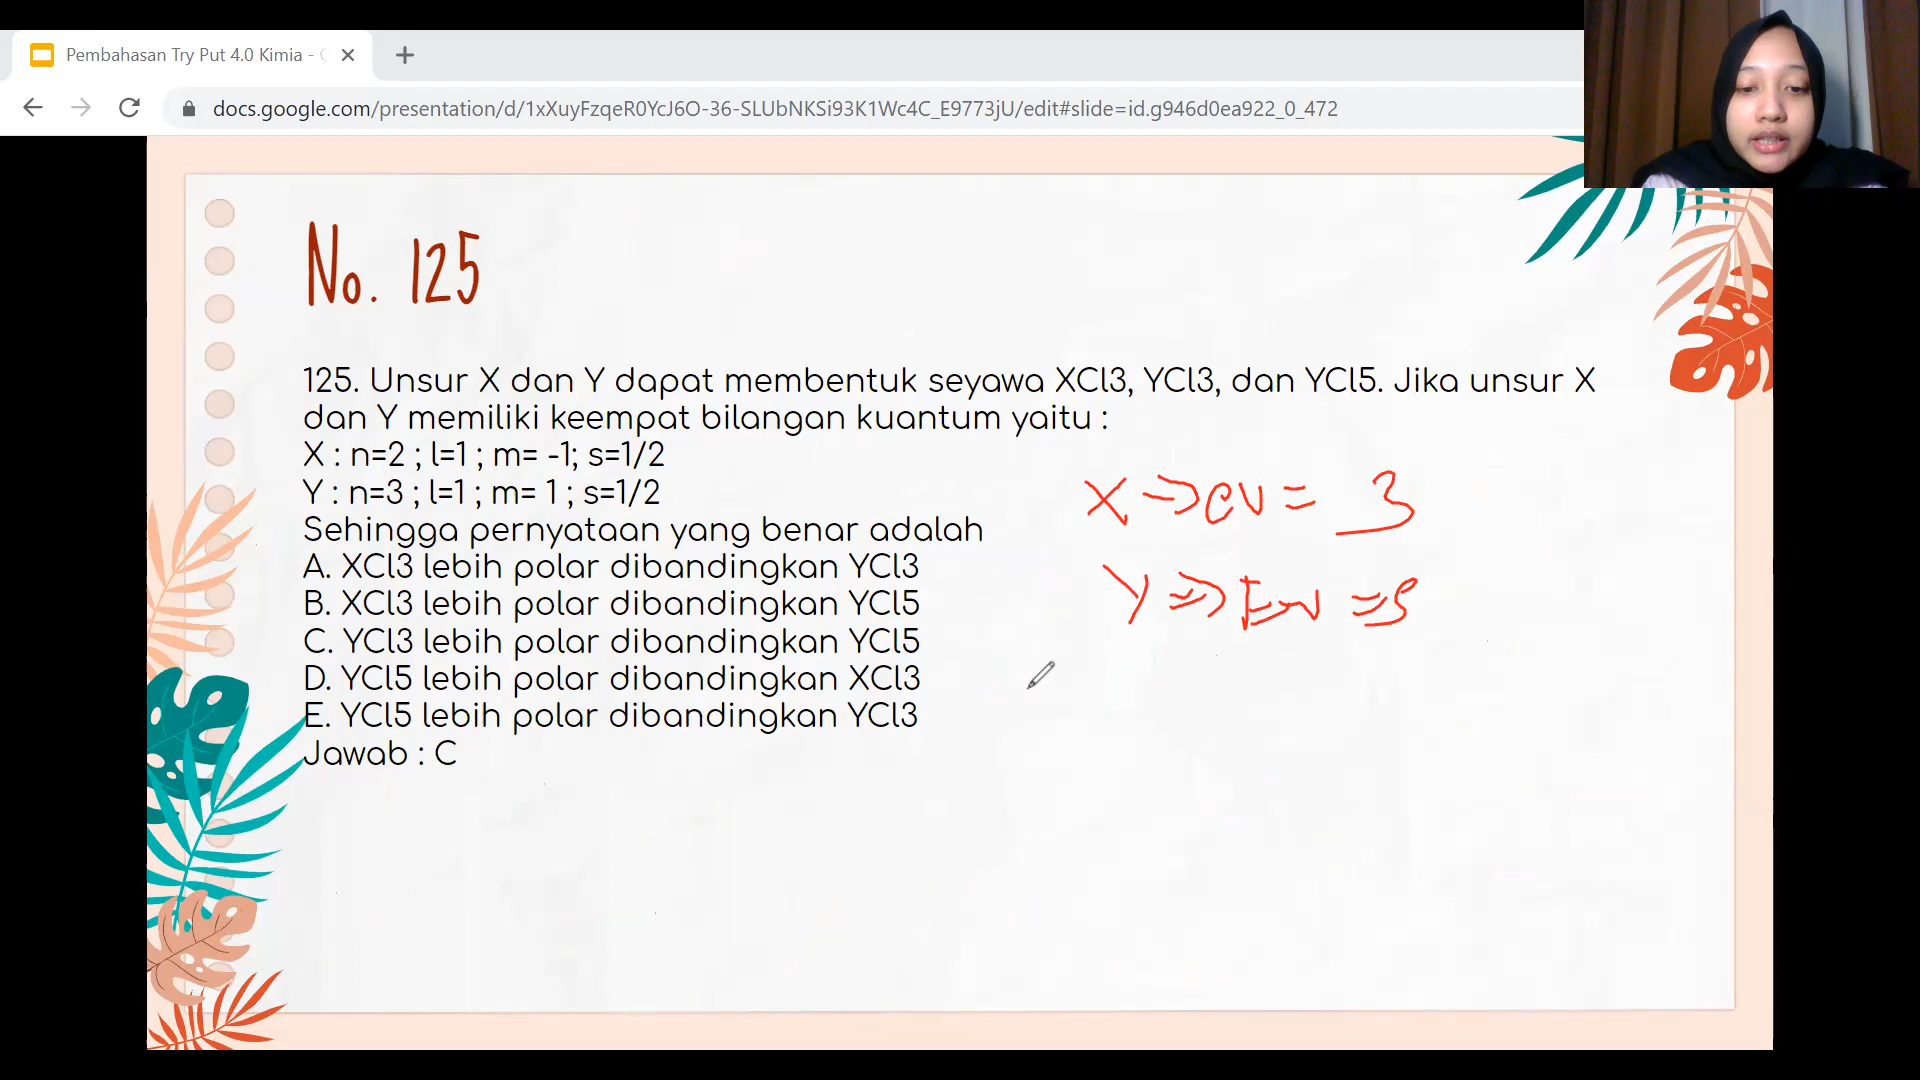 Pembahasan Try Put 4.0 Kimia -
docs.google.com/presentation/d/1xXuyFzqeR0YcJ6O-36-SLUbNKSi93K1Wc4C_E9773jU/edit#slide=id.g946d0ea922_0_472
No. 125
125. Unsur X dan Y dapat membentuk seyawa XCl3, YCl3, dan YCl5. Jika unsur X
dan Y memiliki keempat bilangan kuantum yaitu :
X : n=2 ; l=1 ; m= -1; s=1/2
Y : n=3 ; l=1 ; m= 1 ; s=1/2
Sehingga pernyataan yang benar adalah
A. XCl3 lebih polar dibandingkan YCl3
B. XCl3 lebih polar dibandingkan YCl5
C. YCl3 lebih polar dibandingkan YCl5
D. YCl5 lebih polar dibandingkan XCl3
E. YCl5 lebih polar dibandingkan YCl3
Jawab : C
X => eV = 3
Y => = 5